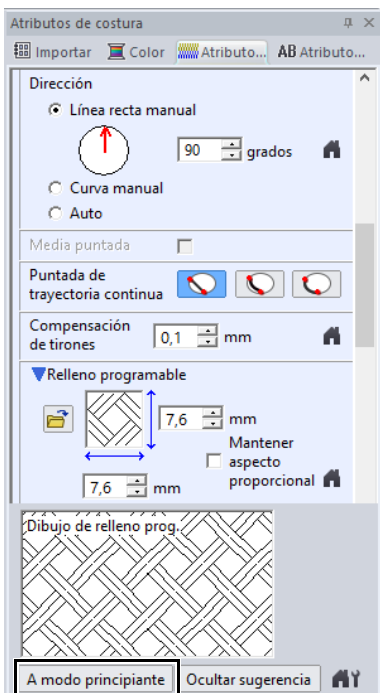 Atributos de costura
Importar Color Atributo... AB Atributo...
Dirección
Línea recta manual
90 grados
Curva manual
Auto
Media puntada
Puntada de
trayectoria continua
Compensación
de tirones 0,1 mm
Relleno programable
7,6 mm
Mantener
aspecto
proporcional
7,6 mm
Dibujo de relleno prog.
A modo principiante Ocultar sugerencia